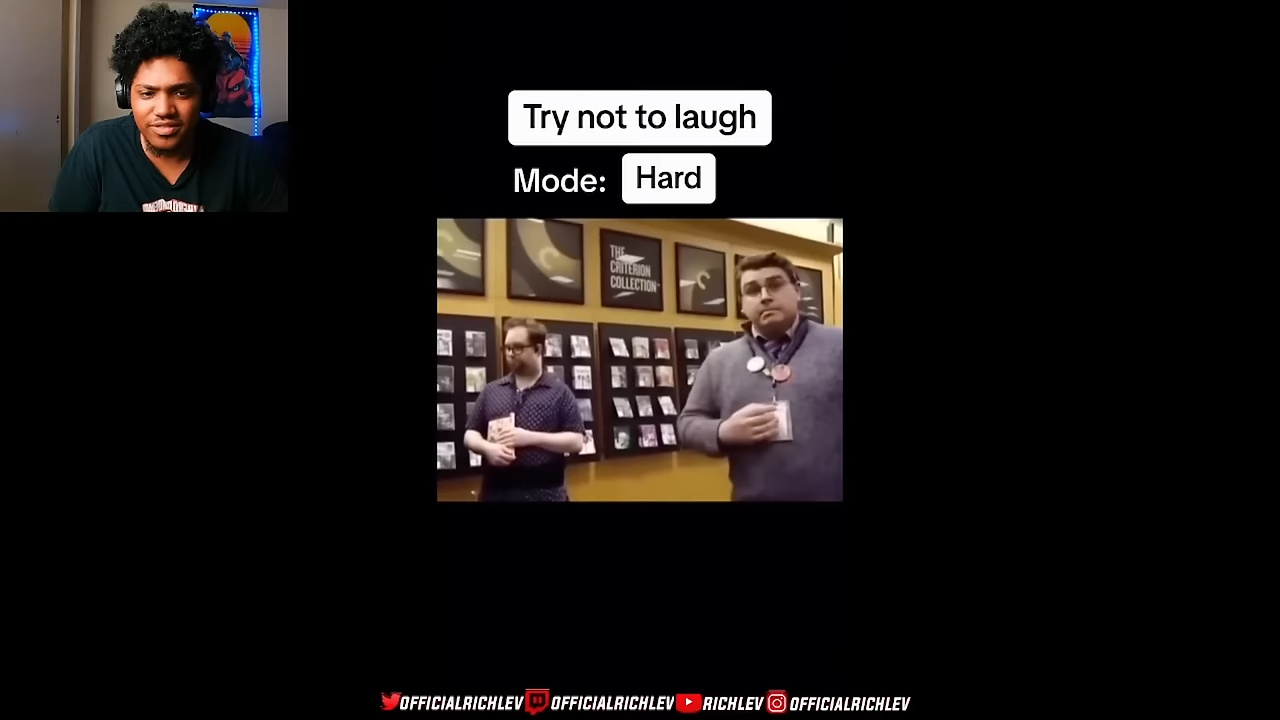 Try not to laugh
Mode: Hard
THE
CRITERION
COLLECTION
OFFICIALRICHLEV OFFICIALRICHLEV RICHLEV OFFICIALRICHLEV